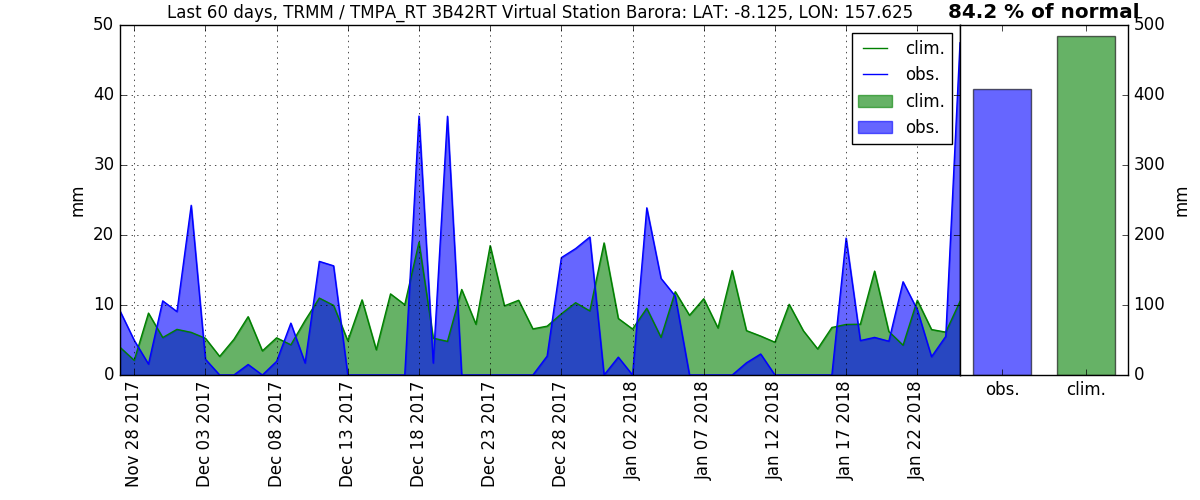 Last 60 days, TRMM / TMPA_RT 3B42RT Virtual Station Barora: LAT: -8.125, LON: 157.625
84.2 % of normal
50
40
30
20
10
0
mm
clim.
obs.
clim.
obs.
500
400
300
200
100
0
mm
Nov 28 2017
Dec 03 2017
Dec 08 2017
Dec 13 2017
Dec 18 2017
Dec 23 2017
Dec 28 2017
Jan 02 2018
Jan 07 2018
Jan 12 2018
Jan 17 2018
Jan 22 2018
obs.
clim.